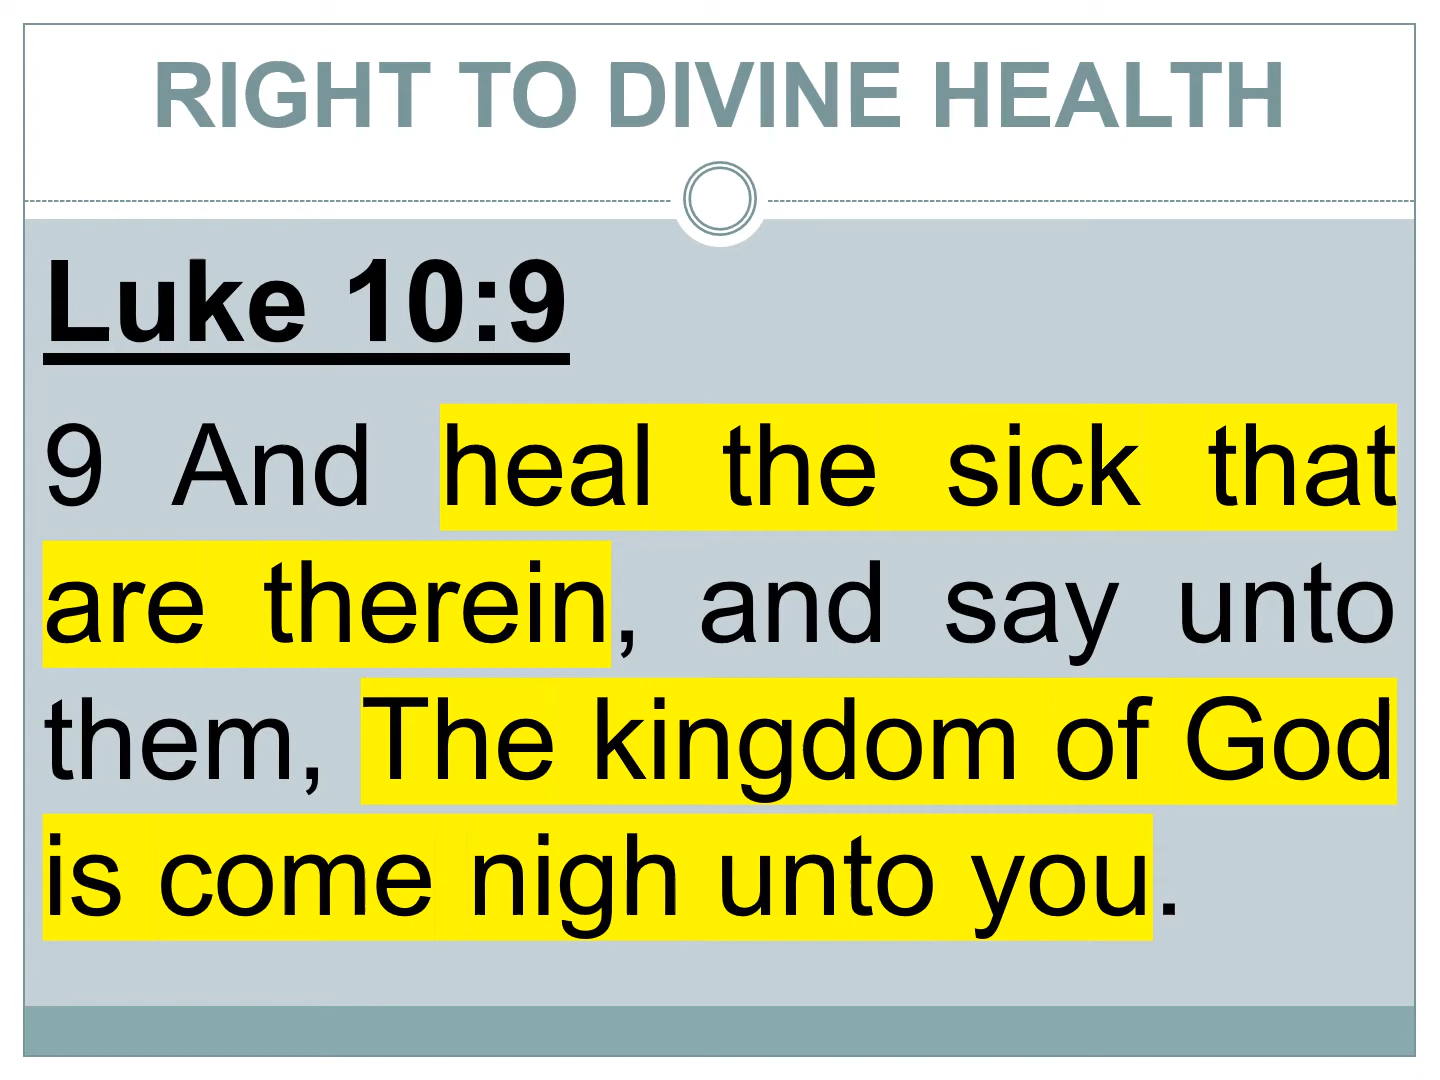 RIGHT TO DIVINE HEALTH
Luke 10:9
9 And heal the sick that
are therein, and say unto
them, The kingdom of God
is come nigh unto you.